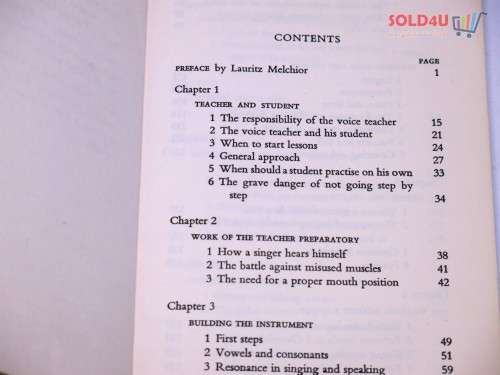 SOLD4U
CONTENTS
PAGE
PREFACE by Lauritz Melchior 1
Chapter 1
TEACHER AND STUDENT
1 The responsibility of the voice teacher 15
2 The voice teacher and his student 21
3 When to start lessons 24
4 General approach 27
5 When should a student practise on his own 33
6 The grave danger of not going step by
step 34
Chapter 2
WORK OF THE TEACHER PREPARATORY
1 How a singer hears himself 38
2 The battle against misused muscles 41
3 The need for a proper mouth position 42
Chapter 3
BUILDING THE INSTRUMENT
1 First steps 49
2 Vowels and consonants 51
3 Resonance in singing and speaking 59